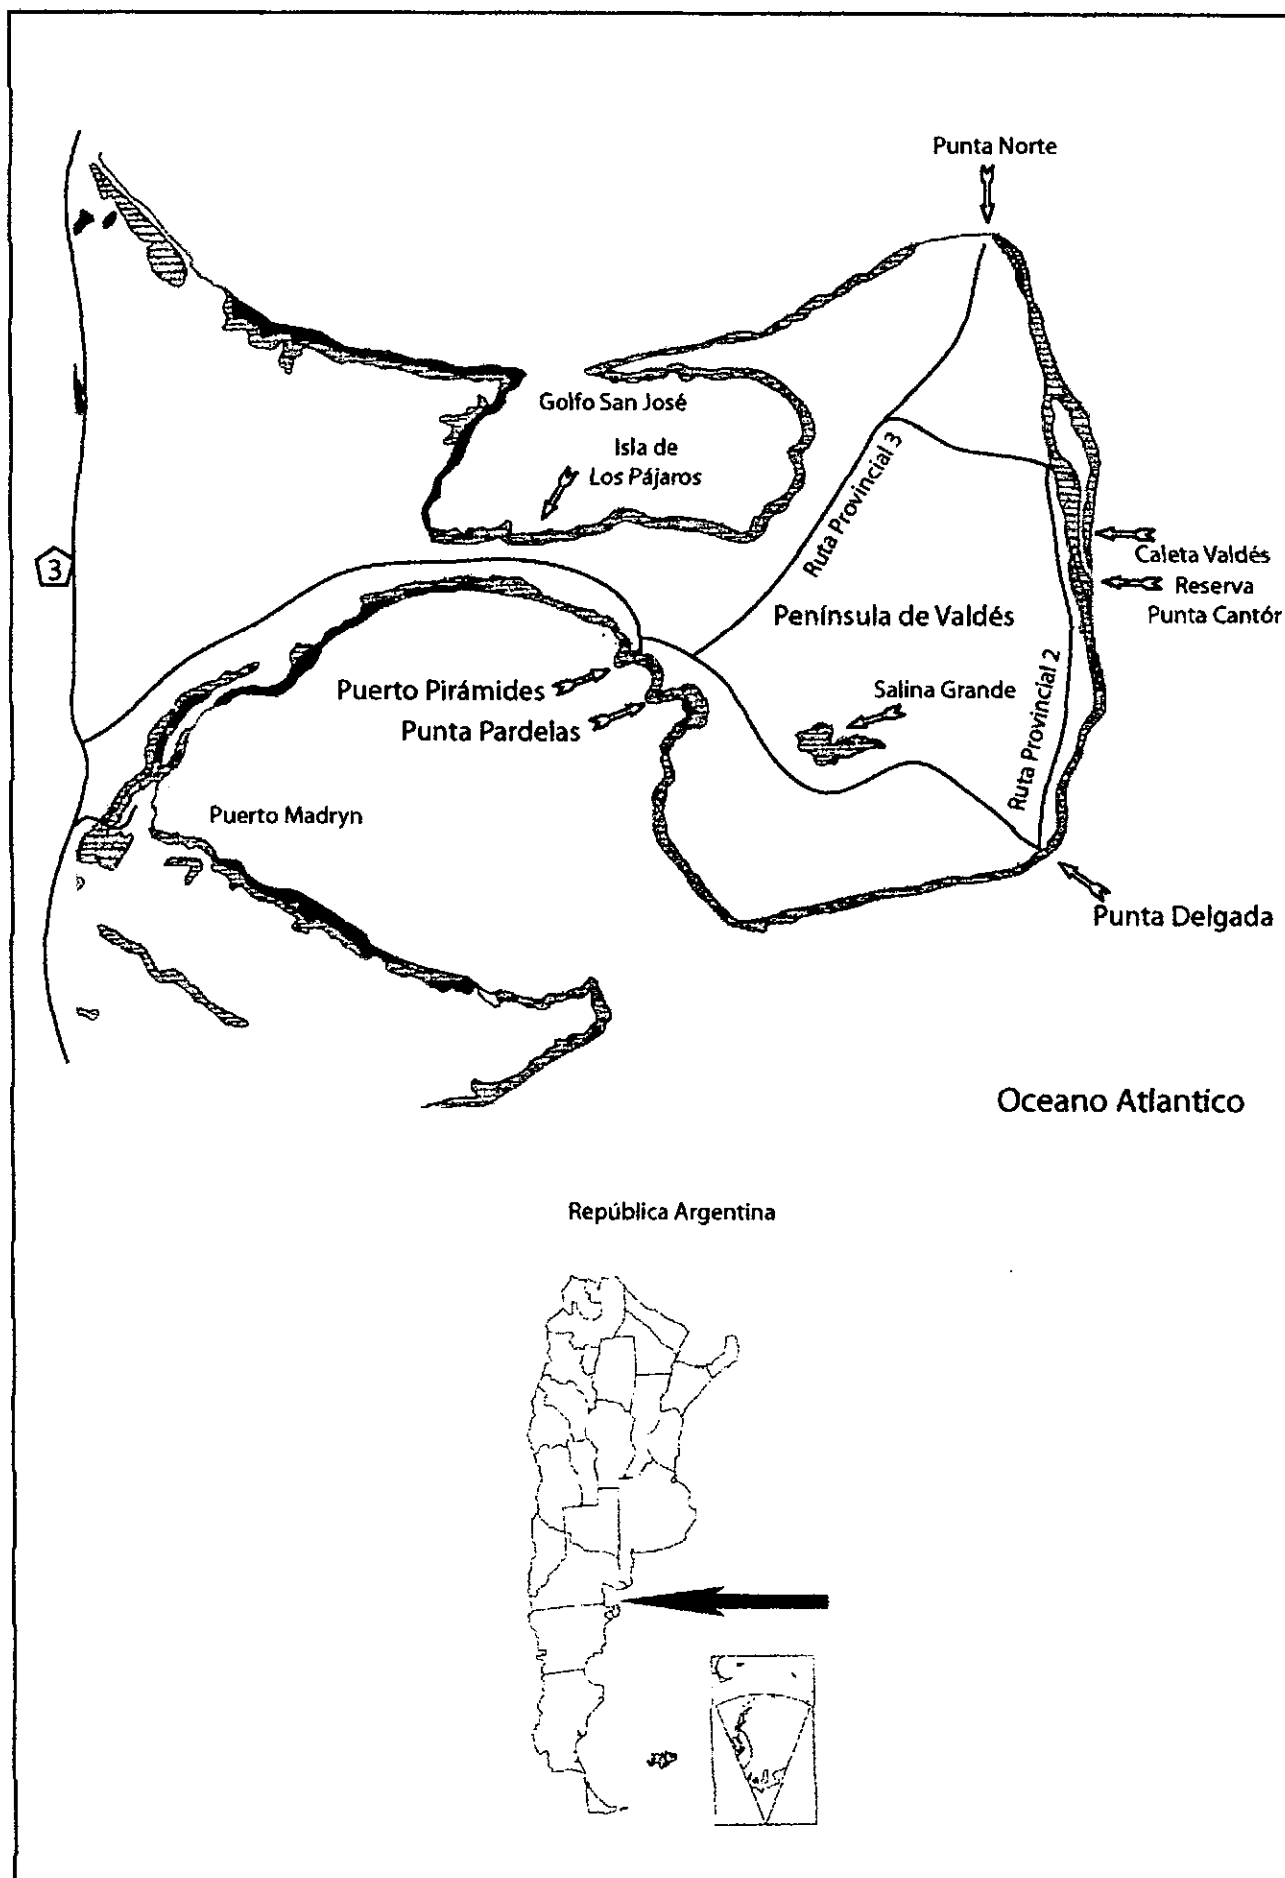 Punta Norte
Golfo San José
Isla de
Los Pájaros
Ruta Provincial 3
3
Caleta Valdés
Reserva
Punta Cantór
Península de Valdés
Puerto Pirámides
Salina Grande
Punta Pardelas
Ruta Provincial 2
Puerto Madryn
Punta Delgada
Oceano Atlantico
República Argentina